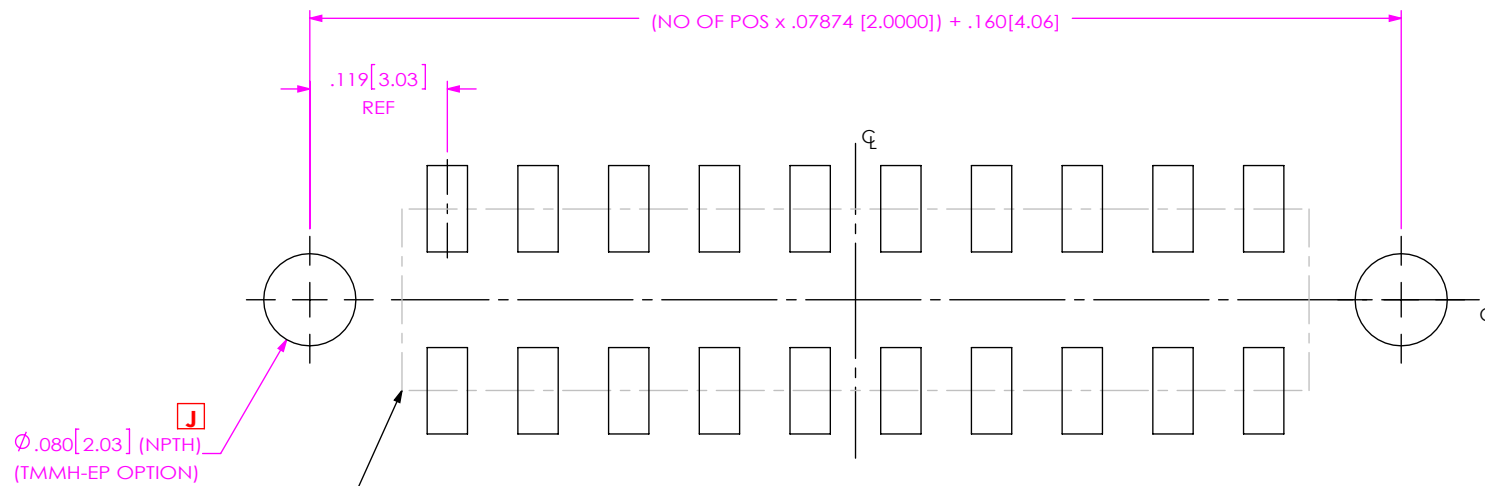 (NO OF POS x .07874 [2.0000]) + .160[4.06]
.119[3.03]
REF
℄
J
Ø.080[2.03] (NPTH)
(TMMH-EP OPTION)